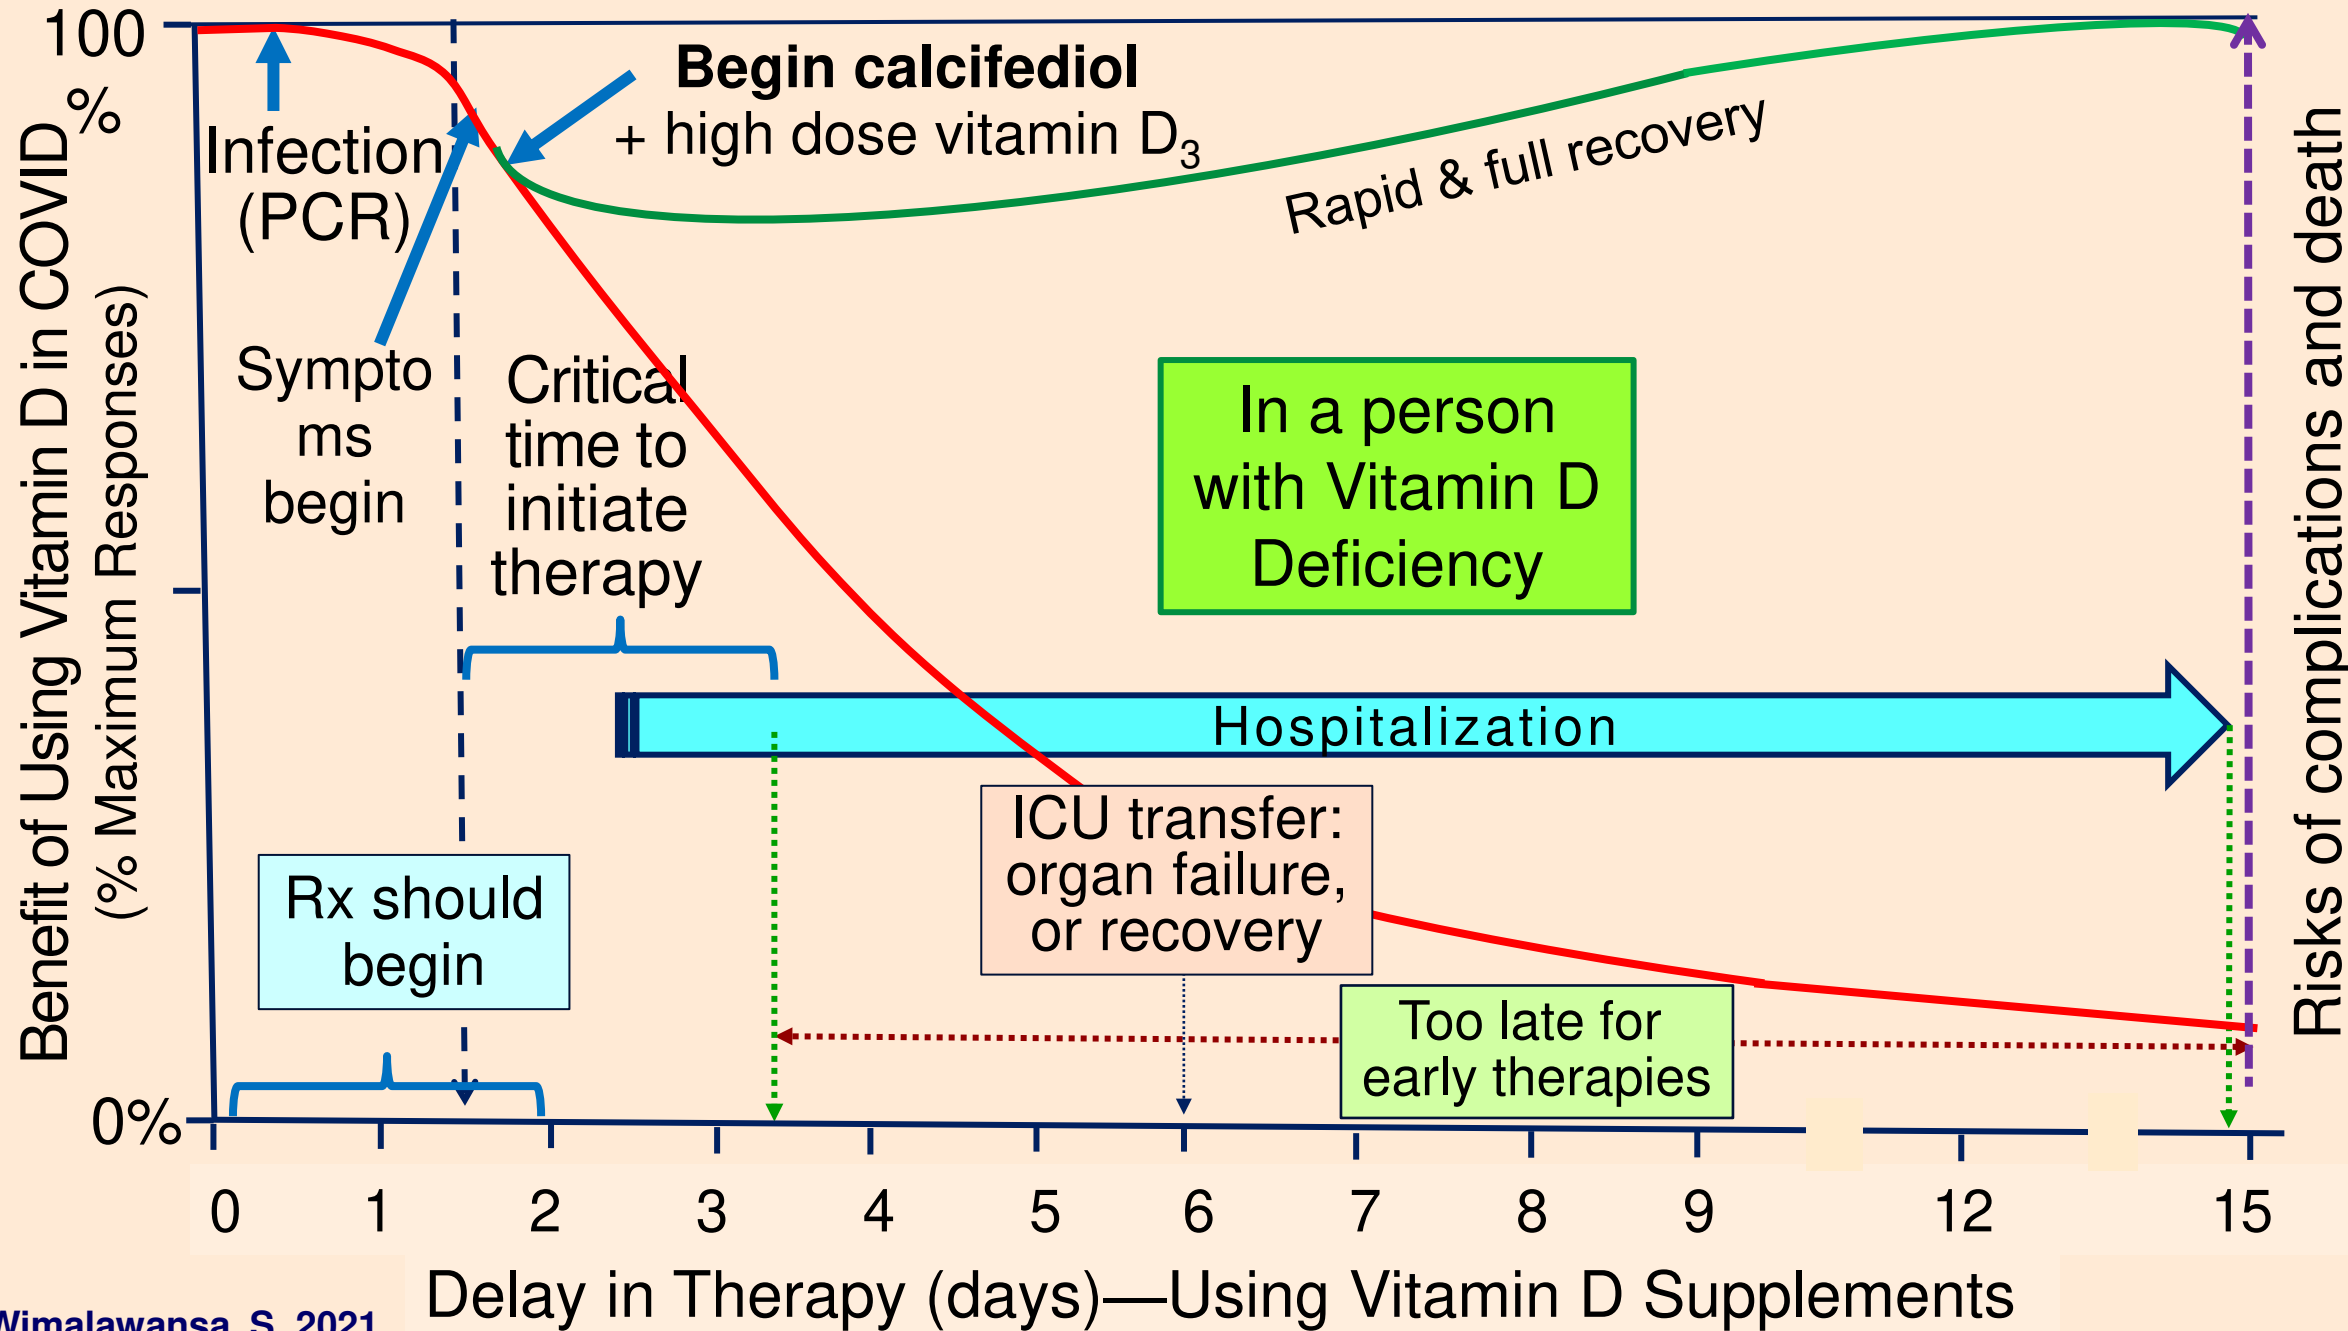 100
%
Benefit of Using Vitamin D in COVID
(% Maximum Responses)
Infection
(PCR)
Begin calcifediol
+ high dose vitamin D3
Rapid & full recovery
Sympto
ms
begin
Critical
time to
initiate
therapy
In a person
with Vitamin D
Deficiency
Hospitalization
ICU transfer:
organ failure,
or recovery
Rx should
begin
Too late for
early therapies
Risks of complications and death
0%
0 1 2 3 4 5 6 7 8 9 12 15
Delay in Therapy (days)—Using Vitamin D Supplements
Wimalawansa, S. 2021